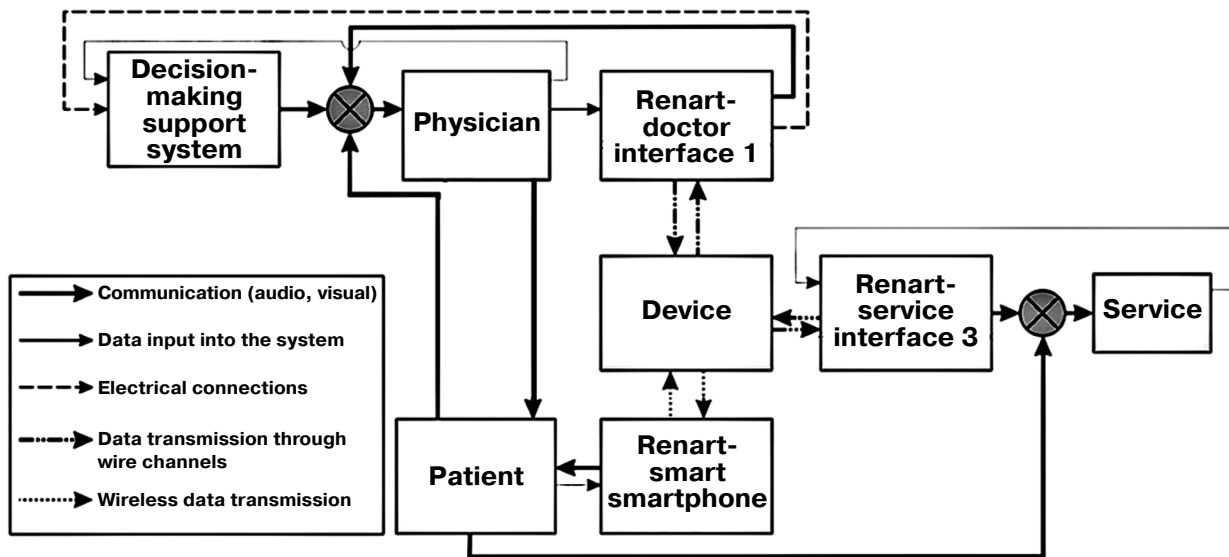 Decision-
making
support
system
Physician
Renart-
doctor
interface 1
Device
Renart-
service
interface 3
Service
Communication (audio, visual)
Data input into the system
Electrical connections
Data transmission through
wire channels
Wireless data transmission
Patient
Renart-
smart
smartphone